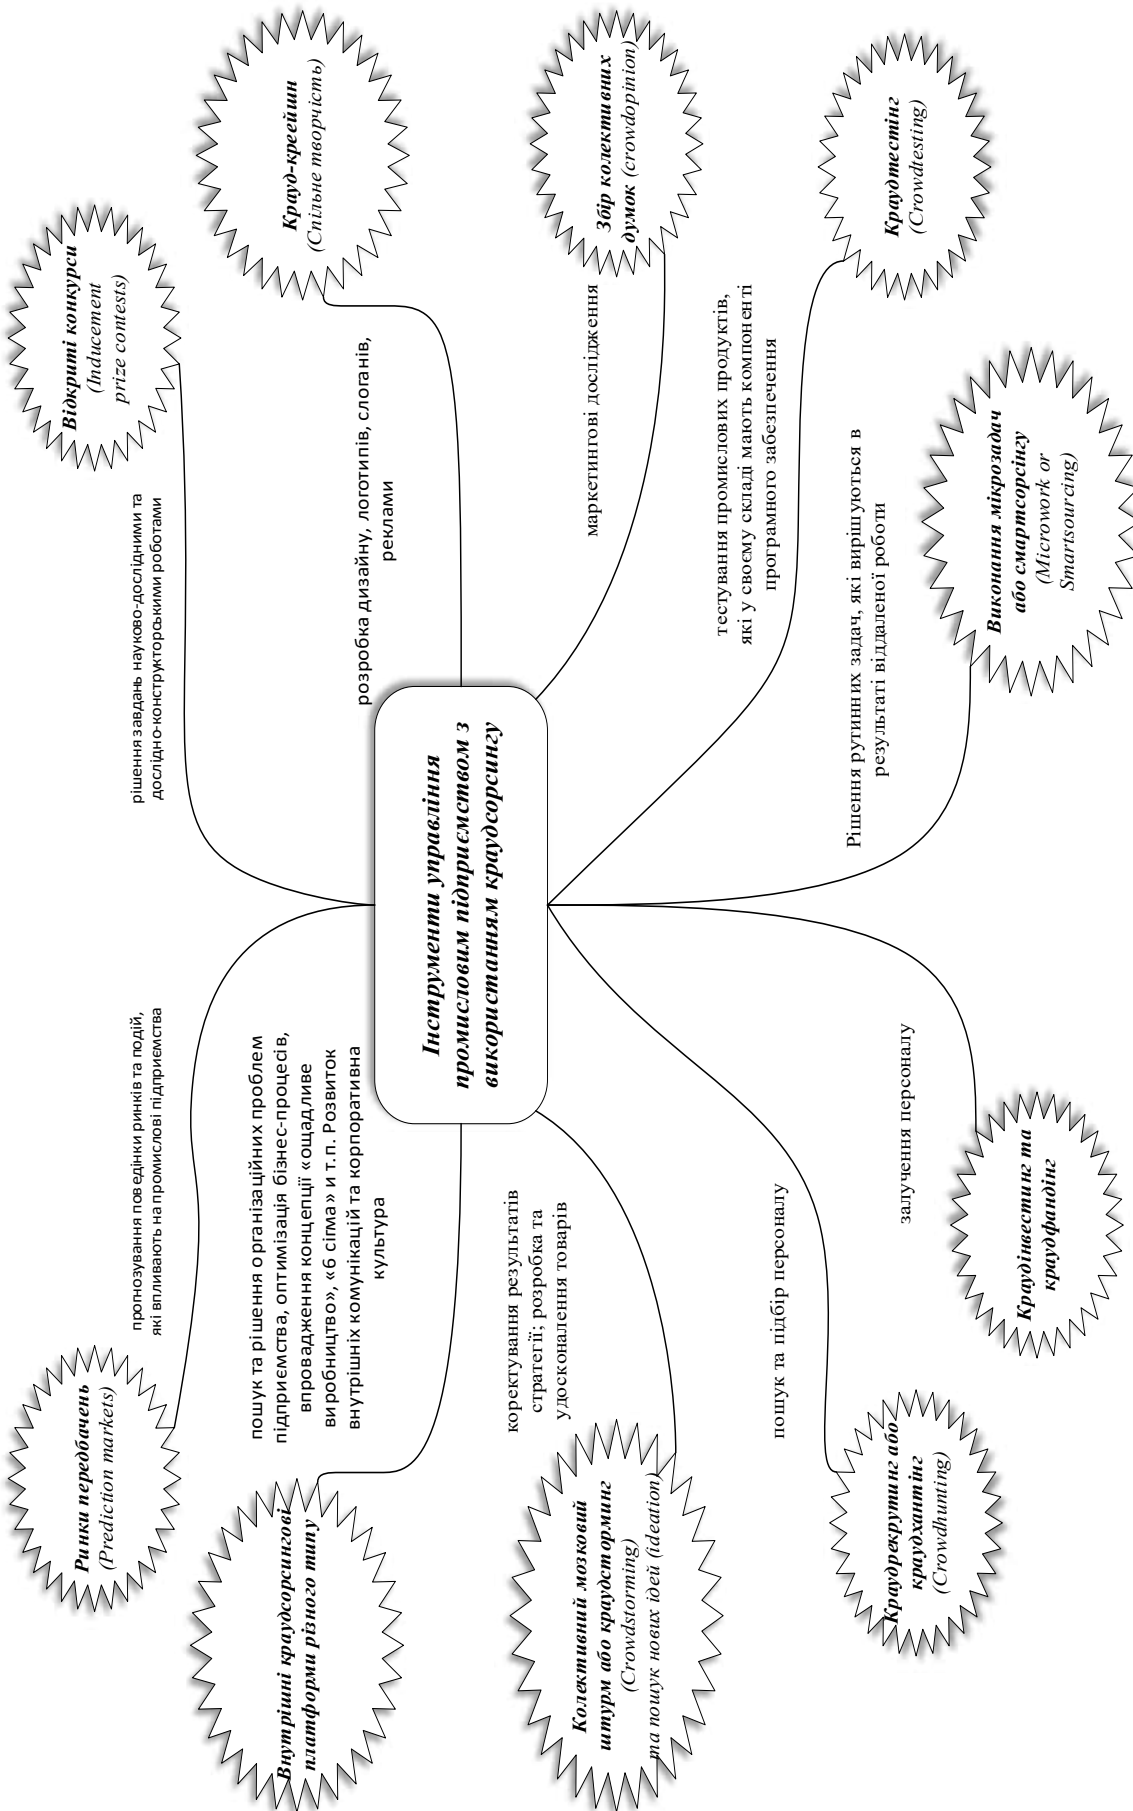 Ринки передбачень
(Prediction markets)
прогнозування поведінки ринків та подій,
які впливають на промислові підприємства
рішення завдань науково-дослідними та
дослідно-конструкторськими роботами
Відкриті конкурси
(Inducement
prize contests)
Внутрішні краудсорсингові
платформи різного типу
пошук та рішення організаційних проблем
підприємства, оптимізація бізнес-процесів,
впровадження концепції «ощадливе
виробництво», «6 сігма» и т.п. Розвиток
внутрішніх комунікацій та корпоративна
культура
розробка дизайну, логотипів, слоганів,
реклами
Крауд-креейшн
(Спільне творчість)
Інструменти управління
промисловим підприємством з
використанням краудсорсингу
Колективний мозковий
штурм або краудсторминг
(Crowdstorming)
та пошук нових ідей (ideation)
коректування результатів
стратегії; розробка та
удосконалення товарів
маркетингові дослідження
Збір колективних
думок (crowdopinion)
Краудрекрутинг або
краудхантінг
(Crowdhunting)
пошук та підбір персоналу
тестування промислових продуктів,
які у своєму складі мають компоненті
програмного забезпечення
Краудтестінг
(Crowdtesting)
Краудінвестинг та
краудфандінг
залучення персоналу
Рішення рутинних задач, які вирішуються в
результаті віддаленої роботи
Виконання мікрозадач
або смартсорсінгу
(Microwork or
Smartsourcing)